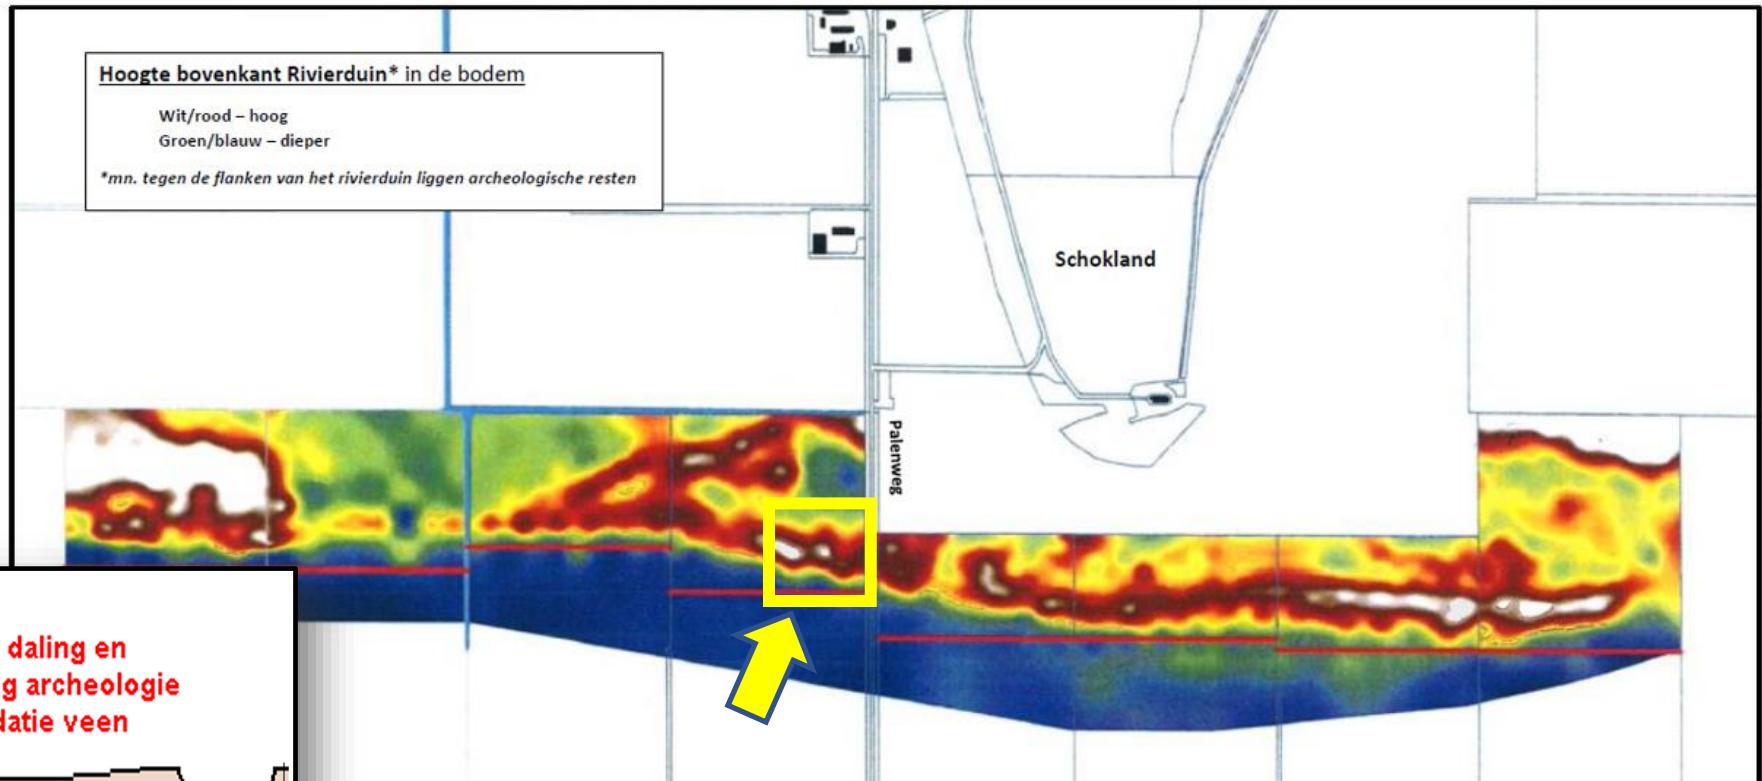 Hoogte bovenkant Rivierduin* in de bodem
Wit/rood – hoog
Groen/blauw – dieper
*mn. tegen de flanken van het rivierduin liggen archeologische resten
Schokland
Palenweg
daling en
g archeologie
datie veen